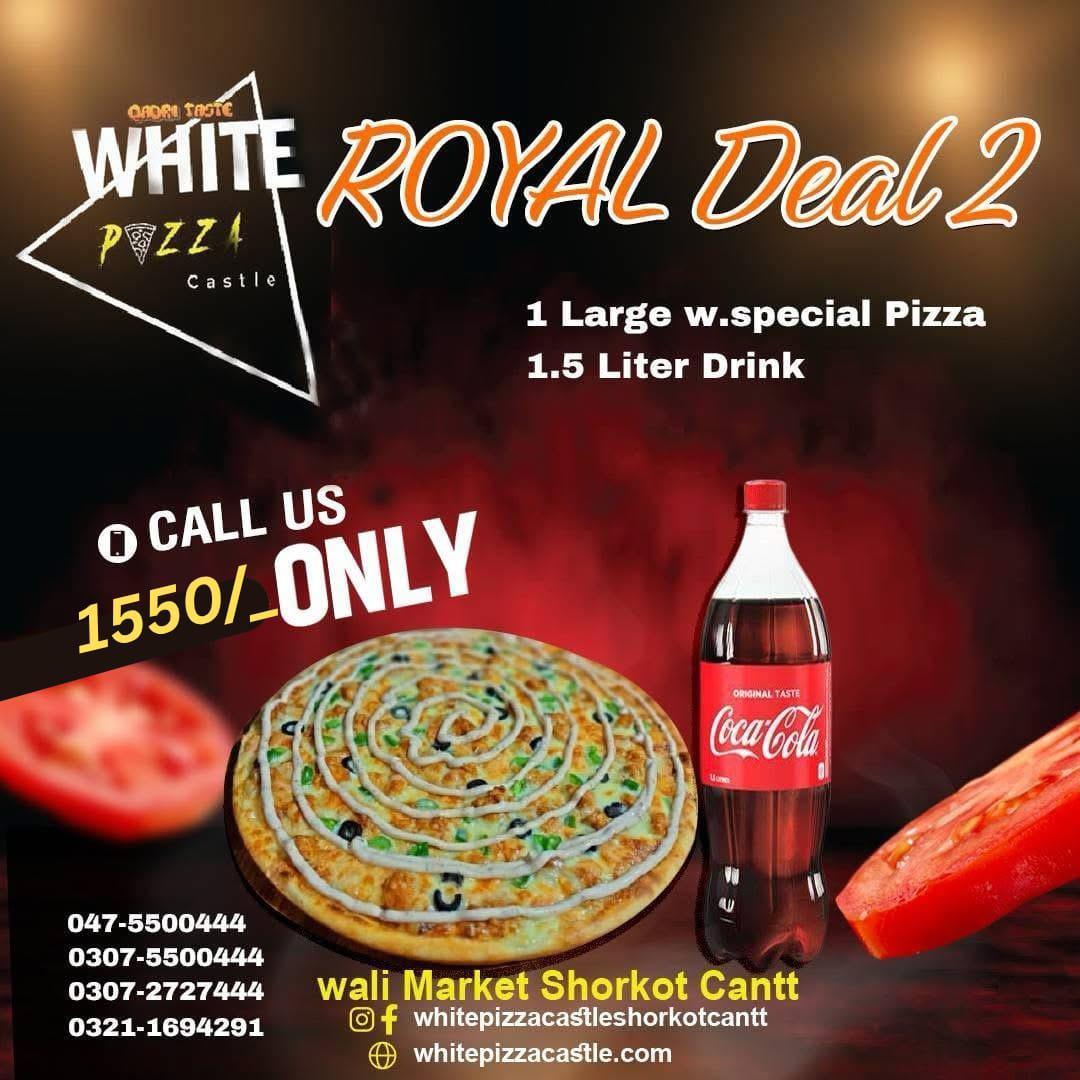 QADRI TASTE
WHITE
PIZZA
Castle
ROYAL Deal 2
1 Large w.special Pizza
1.5 Liter Drink
CALL US
1550/_ONLY
ORIGINAL TASTE
Coca-Cola
047-5500444
0307-5500444
0307-2727444
0321-1694291
wali Market Shorkot Cantt
whitepizzacastleshorkotcantt
whitepizzacastle.com